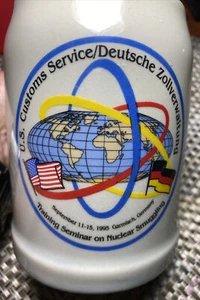 U.S. Customs Service/Deutsche Zollverwaltung
September 11-15, 1995 Garmisch, Germany
Training Seminar on Nuclear Smuggling